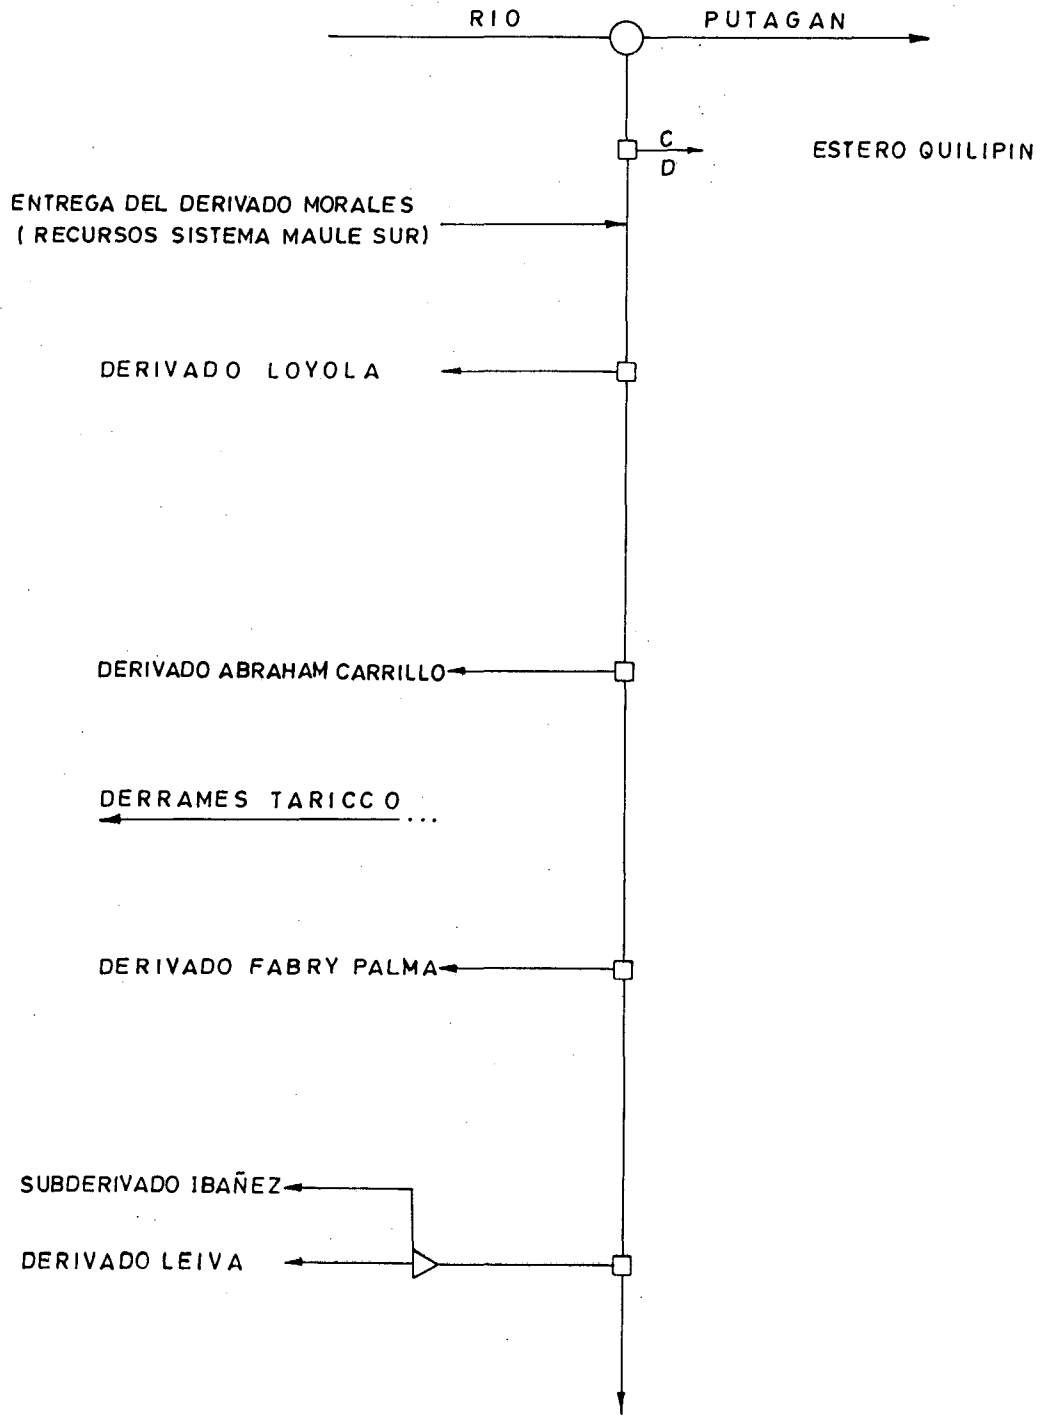 RIO PUTAGAN
C
D
ESTERO QUILIPIN
ENTREGA DEL DERIVADO MORALES
( RECURSOS SISTEMA MAULE SUR)
DERIVADO LOYOLA
DERIVADO ABRAHAM CARRILLO
DERRAMES TARICCO ...
DERIVADO FABRY PALMA
SUBDERIVADO IBAÑEZ
DERIVADO LEIVA